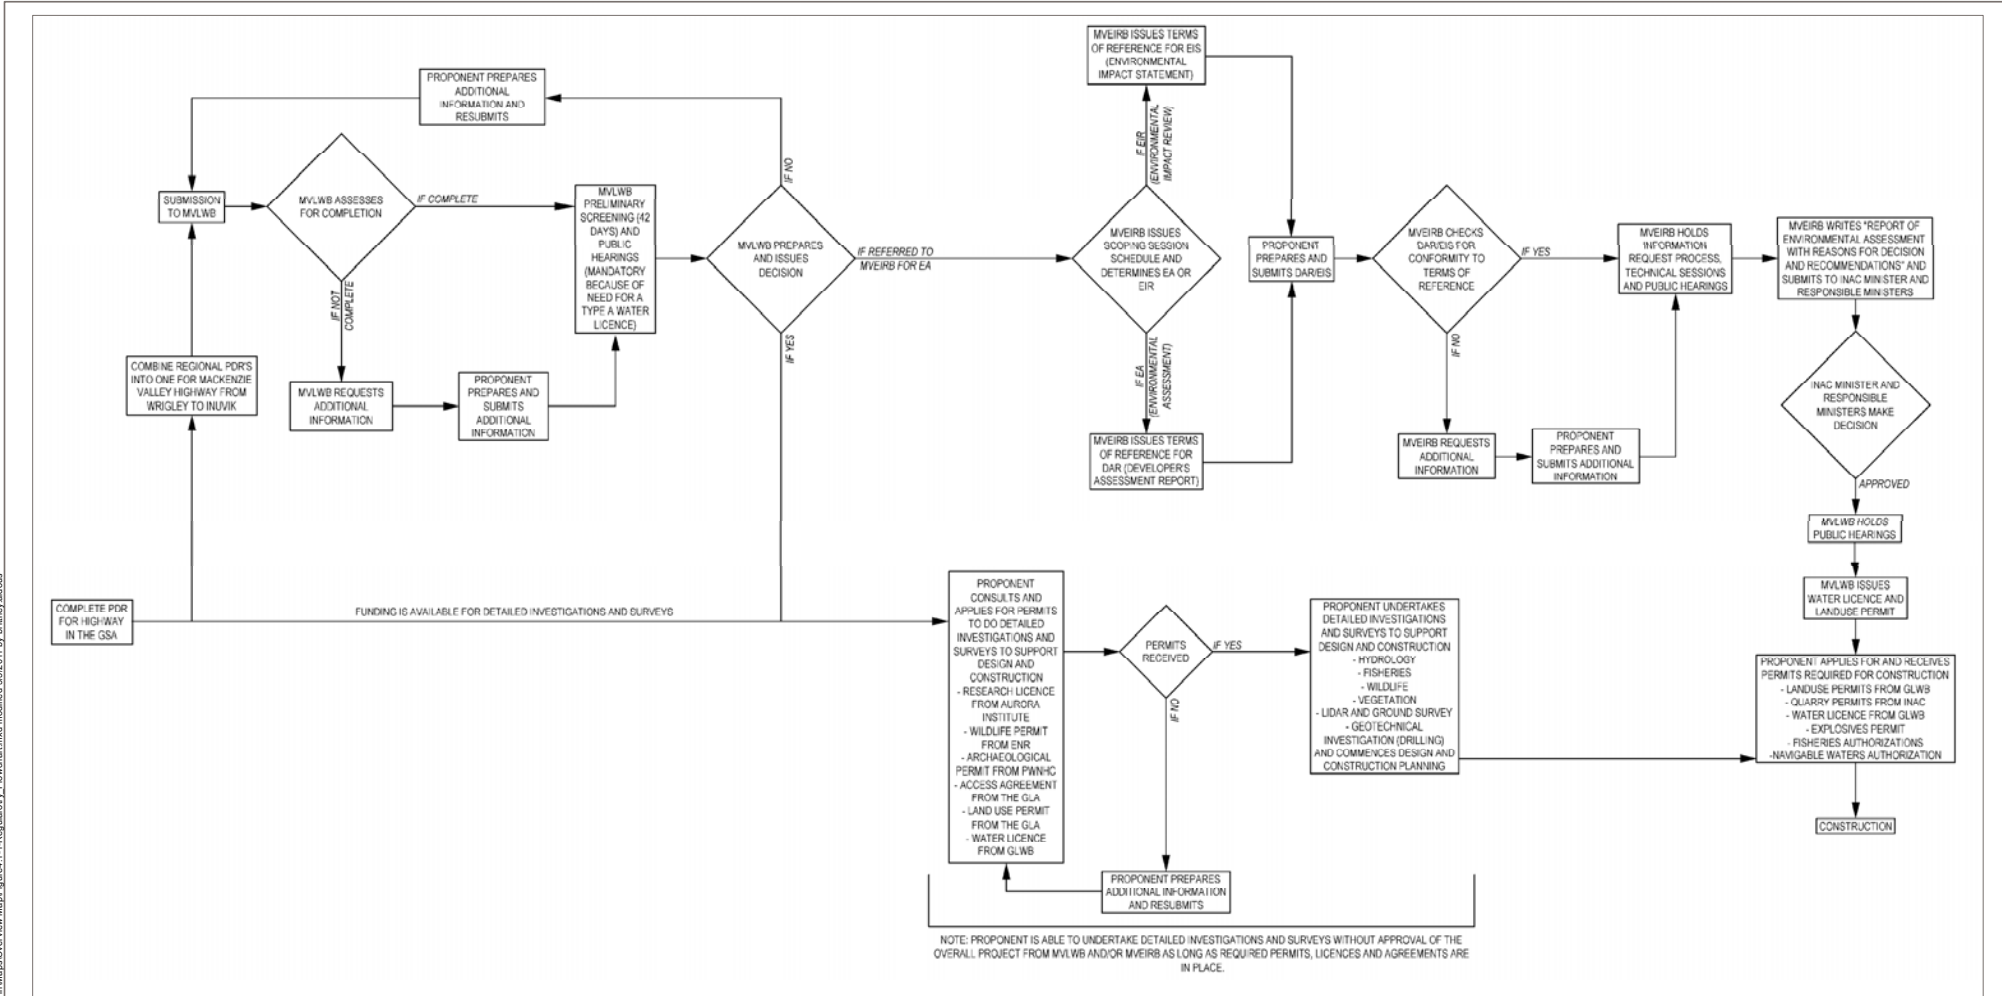 PROPONENT PREPARES
ADDITIONAL
INFORMATION AND
RESUBMITS
SUBMISSION
TO MVLWB
MVLWB ASSESSES
FOR COMPLETION
IF COMPLETE
IF NOT
COMPLETE
MVLWB
PRELIMINARY
SCREENING (42
DAYS) AND
PUBLIC
HEARINGS
(MANDATORY
BECAUSE OF
NEED FOR A
TYPE A WATER
LICENCE)
IF NO
MVLWB PREPARES
AND ISSUES
DECISION
IF YES
IF REFERRED TO
MVEIRB FOR EA
COMBINE REGIONAL PDR'S
INTO ONE FOR MACKENZIE
VALLEY HIGHWAY FROM
WRIGLEY TO INUVIK
MVLWB REQUESTS
ADDITIONAL
INFORMATION
PROPONENT
PREPARES AND
SUBMITS
ADDITIONAL
INFORMATION
MVEIRB ISSUES TERMS
OF REFERENCE FOR EIS
(ENVIRONMENTAL
IMPACT STATEMENT)
IF EIR
(ENVIRONMENTAL
IMPACT REVIEW)
MVEIRB ISSUES
SCOPING SESSION
SCHEDULE AND
DETERMINES EA OR
EIR
IF EA
(ENVIRONMENTAL
ASSESSMENT)
MVEIRB ISSUES TERMS
OF REFERENCE FOR
DAR (DEVELOPER'S
ASSESSMENT REPORT)
PROPONENT
PREPARES AND
SUBMITS DAR/EIS
MVEIRB CHECKS
DAR/EIS FOR
CONFORMITY TO
TERMS OF
REFERENCE
IF YES
IF NO
MVEIRB REQUESTS
ADDITIONAL
INFORMATION
PROPONENT
PREPARES AND
SUBMITS ADDITIONAL
INFORMATION
MVEIRB HOLDS
INFORMATION
REQUEST PROCESS,
TECHNICAL SESSIONS
AND PUBLIC HEARINGS
MVEIRB WRITES "REPORT OF
ENVIRONMENTAL ASSESSMENT
WITH REASONS FOR DECISION
AND RECOMMENDATIONS" AND
SUBMITS TO INAC MINISTER AND
RESPONSIBLE MINISTERS
INAC MINISTER AND
RESPONSIBLE
MINISTERS MAKE
DECISION
APPROVED
MVLWB HOLDS
PUBLIC HEARINGS
MVLWB ISSUES
WATER LICENCE AND
LANDUSE PERMIT
PROPONENT APPLIES FOR AND RECEIVES
PERMITS REQUIRED FOR CONSTRUCTION
- LANDUSE PERMITS FROM GLWB
- QUARRY PERMITS FROM INAC
- WATER LICENCE FROM GLWB
- EXPLOSIVES PERMIT
- FISHERIES AUTHORIZATIONS
-NAVIGABLE WATERS AUTHORIZATION
CONSTRUCTION
COMPLETE PDR
FOR HIGHWAY
IN THE GSA
FUNDING IS AVAILABLE FOR DETAILED INVESTIGATIONS AND SURVEYS
PROPONENT
CONSULTS AND
APPLIES FOR PERMITS
TO DO DETAILED
INVESTIGATIONS AND
SURVEYS TO SUPPORT
DESIGN AND
CONSTRUCTION
- RESEARCH LICENCE
FROM AURORA
INSTITUTE
- WILDLIFE PERMIT
FROM ENR
- ARCHAEOLOGICAL
PERMIT FROM PWNHC
- ACCESS AGREEMENT
FROM THE GLA
- LAND USE PERMIT
FROM THE GLA
- WATER LICENCE
FROM GLWB
PERMITS
RECEIVED
IF YES
IF NO
PROPONENT PREPARES
ADDITIONAL INFORMATION
AND RESUBMITS
PROPONENT UNDERTAKES
DETAILED INVESTIGATIONS
AND SURVEYS TO SUPPORT
DESIGN AND CONSTRUCTION
- HYDROLOGY
- FISHERIES
- WILDLIFE
- VEGETATION
- LIDAR AND GROUND SURVEY
- GEOTECHNICAL
INVESTIGATION (DRILLING)
AND COMMENCES DESIGN AND
CONSTRUCTION PLANNING
NOTE: PROPONENT IS ABLE TO UNDERTAKE DETAILED INVESTIGATIONS AND SURVEYS WITHOUT APPROVAL OF THE
OVERALL PROJECT FROM MVLWB AND/OR MVEIRB AS LONG AS REQUIRED PERMITS, LICENCES AND AGREEMENTS ARE
IN PLACE.